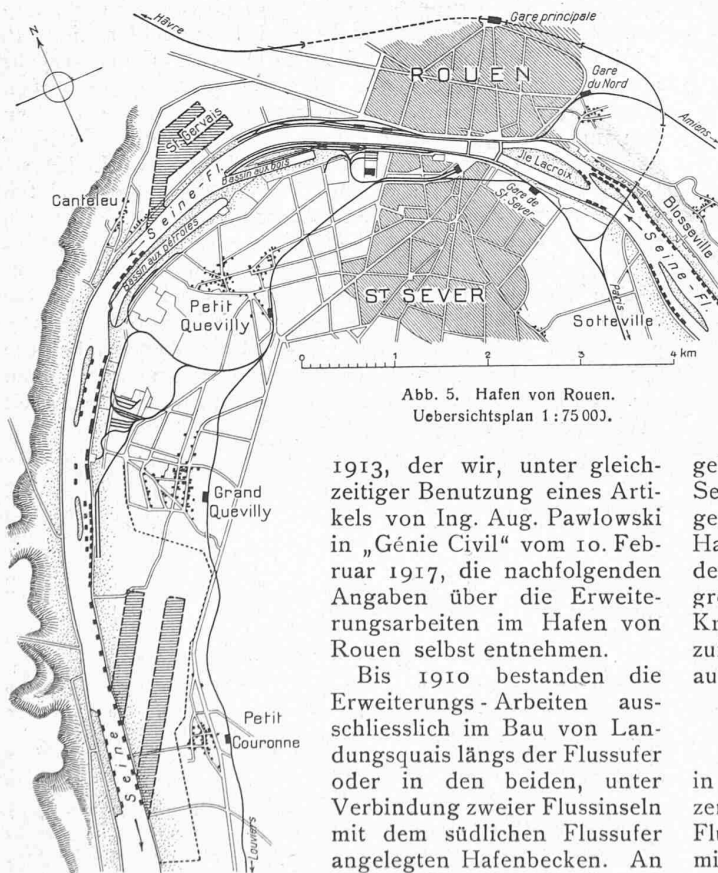 Hâvre
Gare principale
N
ROUEN
Gare
du Nord
Amiens
St Gervais
Bassin aux bois
Jle Lacroix
Canteleu
Seine-Fl.
Gare de
St Sever
Blosseville
Bassin aux pétroles
Seine-Fl.
Petit
Quevilly
ST SEVER
Paris
Sotteville.
0 1 2 3 4 km
Abb. 5. Hafen von Rouen.
Uebersichtsplan 1 : 75 000.
Grand
Quevilly
Petit
Couronne
Seine
Louviers
1913, der wir, unter gleich-
zeitiger Benutzung eines Arti-
kels von Ing. Aug. Pawlowski
in „Génie Civil“ vom 10. Feb-
ruar 1917, die nachfolgenden
Angaben über die Erweite-
rungsarbeiten im Hafen von
Rouen selbst entnehmen.
Bis 1910 bestanden die
Erweiterungs - Arbeiten aus-
schliesslich im Bau von Lan-
dungsquais längs der Flussufer
oder in den beiden, unter
Verbindung zweier Flussinseln
mit dem südlichen Flussufer
angelegten Hafenbecken. An